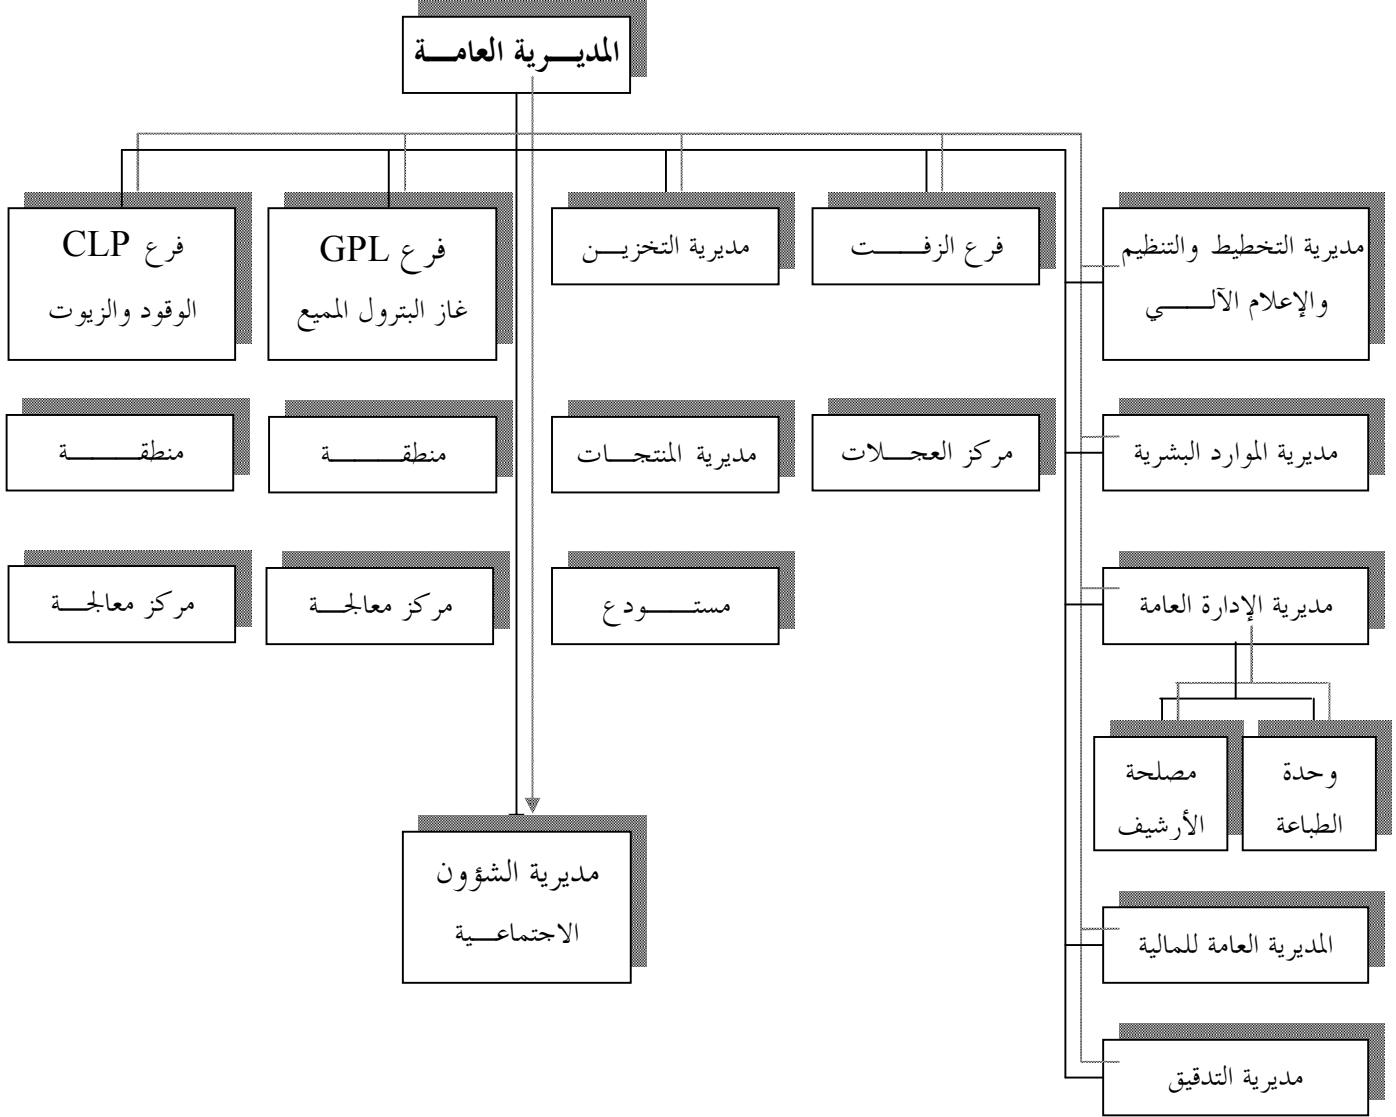 المديرية العامة
مديرية التخطيط والتنظيم
والإعلام الآلي
فرع الزفت
مديرية التخزين
فرع GPL
غاز البترول المميع
فرع CLP
الوقود والزيوت
مديرية الموارد البشرية
مركز العجلات
مديرية المنتجات
منطقة
منطقة
مديرية الإدارة العامة
مستودع
مركز معالجة
مركز معالجة
وحدة
الطباعة
مصلحة
الأرشيف
مديرية الشؤون
الاجتماعية
المديرية العامة للمالية
مديرية التدقيق